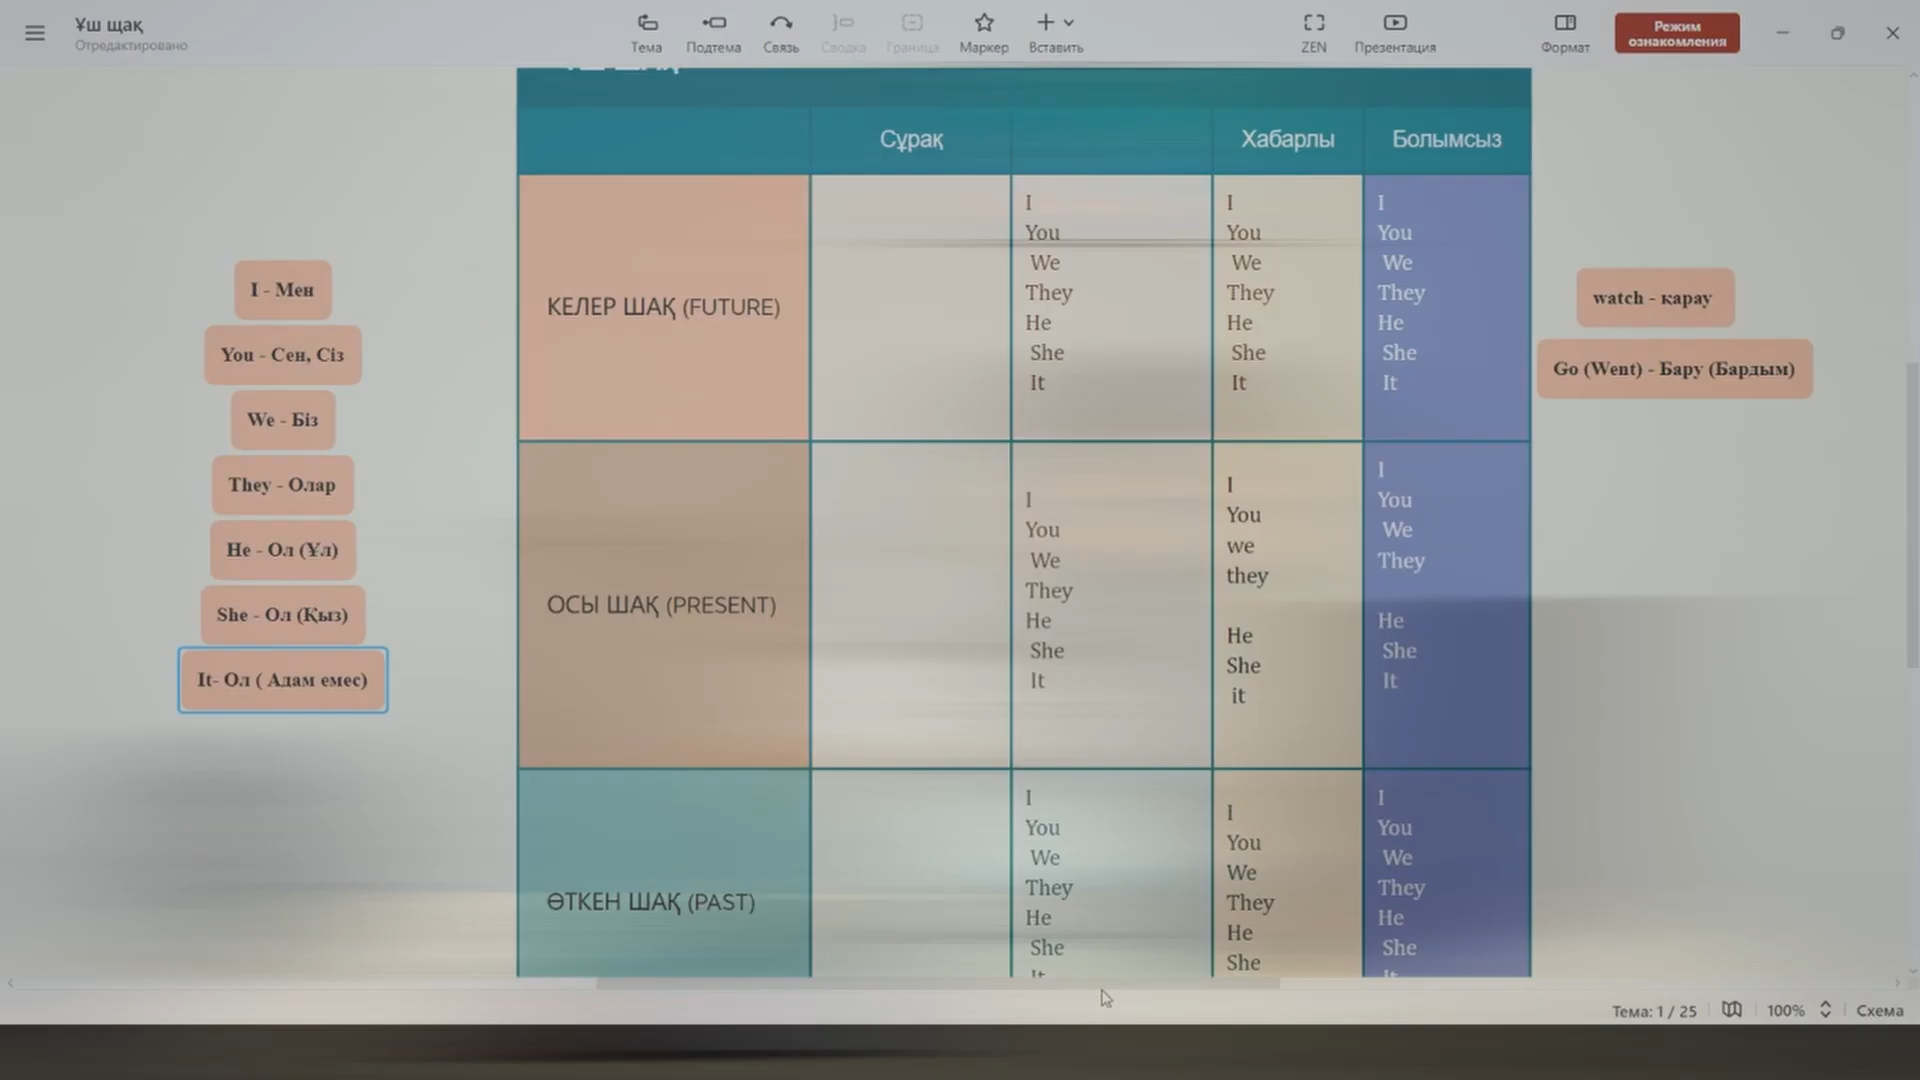 Ұш щақ
Отредактировано
Тема
Подтема
Связь
Сводка
Граница
Маркер
Вставить
ZEN
Презентация
Формат
Режим
ознакомления
Сұрақ
Хабарлы
Болымсыз
I - Мен
You - Сен, Сіз
We - Біз
They - Олар
He - Ол (Ұл)
She - Ол (Қыз)
It- Ол ( Адам емес)
КЕЛЕР ШАҚ (FUTURE)
I
You
We
They
He
She
It
I
You
We
They
He
She
It
I
You
We
They
He
She
It
ОСЫ ШАҚ (PRESENT)
I
You
We
They
He
She
It
I
You
we
they
He
She
it
I
You
We
They
He
She
It
ӨТКЕН ШАҚ (PAST)
I
You
We
They
He
She
It
I
You
We
They
He
She
I
You
We
They
He
She
It
watch - қарау
Go (Went) - Бару (Бардым)
Тема: 1 / 25
100%
Схема